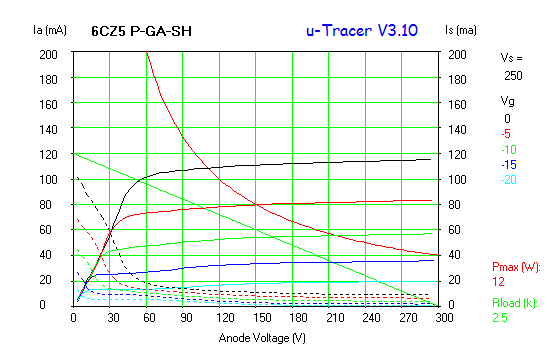 Ia (mA) 6CZ5 P-GA-SH u-Tracer V3.10 Is (ma)
200 200
160 160
140 140
120 120
100 100
80 80
60 60
40 40
20 20
0 0
0 30 60 90 120 150 180 210 240 270 300
Anode Voltage (V)
Vs =
250
Vg
0
-5
-10
-15
-20
Pmax (W):
12
Rload (k):
2.5